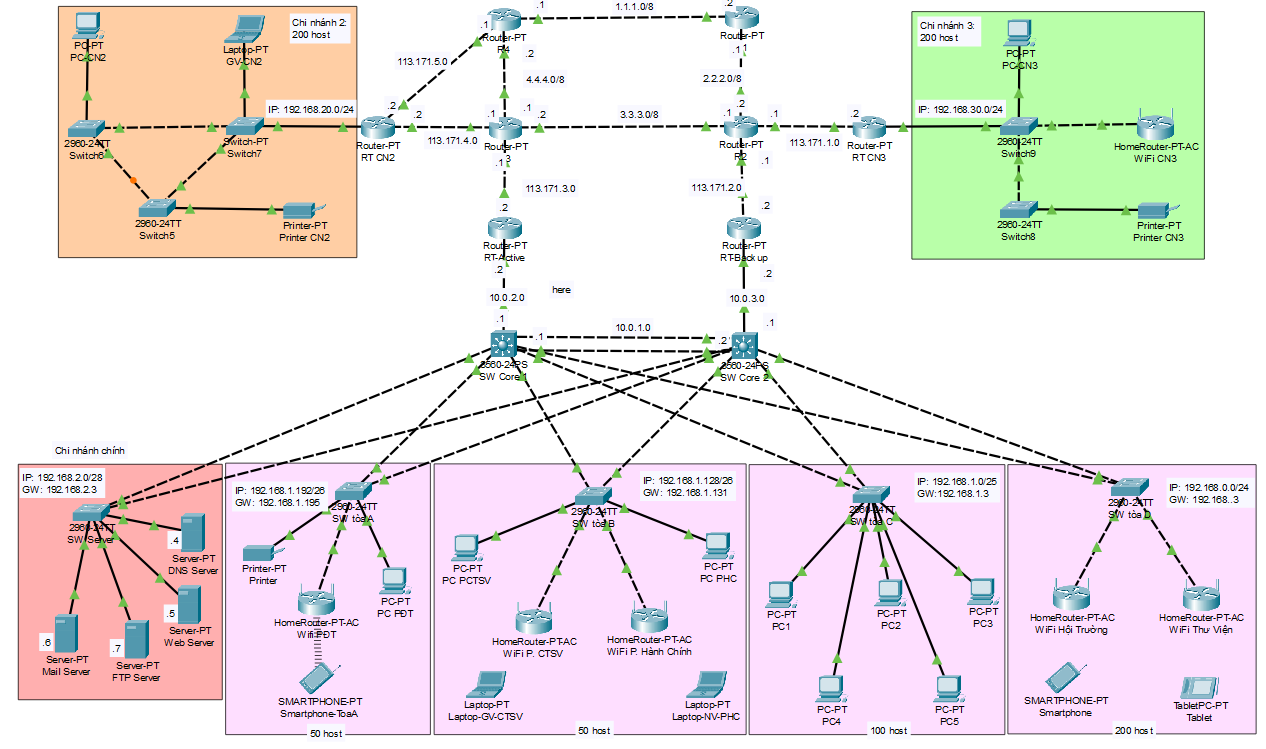 Chi nhánh 2:
200 host
PC-PT
PC-CN2
Laptop-PT
GV-CN2
IP: 192.168.20.0/24
2960-24TT
Switch6
Switch-PT
Switch7
2960-24TT
Switch5
Printer-PT
Printer CN2
.1
1.1.1.0/8
.1
Router-PT
R4
Router-PT
.1
113.171.5.0
.2
4.4.4.0/8
2.2.2.0/8
.1
.2
.2
Router-PT
RT CN2
.2
113.171.4.0
.1
.1
.2
Router-PT
3
3.3.3.0/8
.1
.1
Router-PT
R2
113.171.1.0
.2
Router-PT
RT CN3
.1
113.171.3.0
.2
.1
113.171.2.0
.2
Router-PT
RT-Active
.2
Router-PT
RT-Backup
.2
Chi nhánh 3:
200 host
PC-PT
PC-CN3
IP: 192.168.30.0/24
2960-24TT
Switch9
HomeRouter-PT-AC
WiFi CN3
2960-24TT
Switch8
Printer-PT
Printer CN3
10.0.2.0
here
10.0.3.0
.1
.1
10.0.1.0
.2
.1
3560-24PS
SW Core 1
3560-24PS
SW Core 2
Chi nhánh chính
IP: 192.168.2.0/28
GW: 192.168.2.3
2960-24TT
SW Server
.4
Server-PT
DNS Server
.5
Server-PT
Web Server
.6
Server-PT
Mail Server
.7
Server-PT
FTP Server
IP: 192.168.1.192/26
GW: 192.168.1.195
2960-24TT
SW tòa A
Printer-PT
Printer
HomeRouter-PT-AC
Wifi PĐT
PC-PT
PC PĐT
SMARTPHONE-PT
Smartphone-ToaA
50 host
IP: 192.168.1.128/26
GW: 192.168.1.131
2960-24TT
SW tòa B
PC-PT
PC PCTSV
PC-PT
PC PHC
HomeRouter-PT-AC
WiFi P. CTSV
HomeRouter-PT-AC
WiFi P. Hành Chính
Laptop-PT
Laptop-GV-CTSV
Laptop-PT
Laptop-NV-PHC
50 host
IP: 192.168.1.0/25
GW:192.168.1.3
2960-24TT
SW tòa C
PC-PT
PC1
PC-PT
PC2
PC-PT
PC3
PC-PT
PC4
PC-PT
PC5
100 host
IP: 192.168.0.0/24
GW: 192.168..3
2960-24TT
SW tòa D
HomeRouter-PT-AC
WiFi Hội Trường
HomeRouter-PT-AC
WiFi Thư Viện
SMARTPHONE-PT
Smartphone
TabletPC-PT
Tablet
200 host